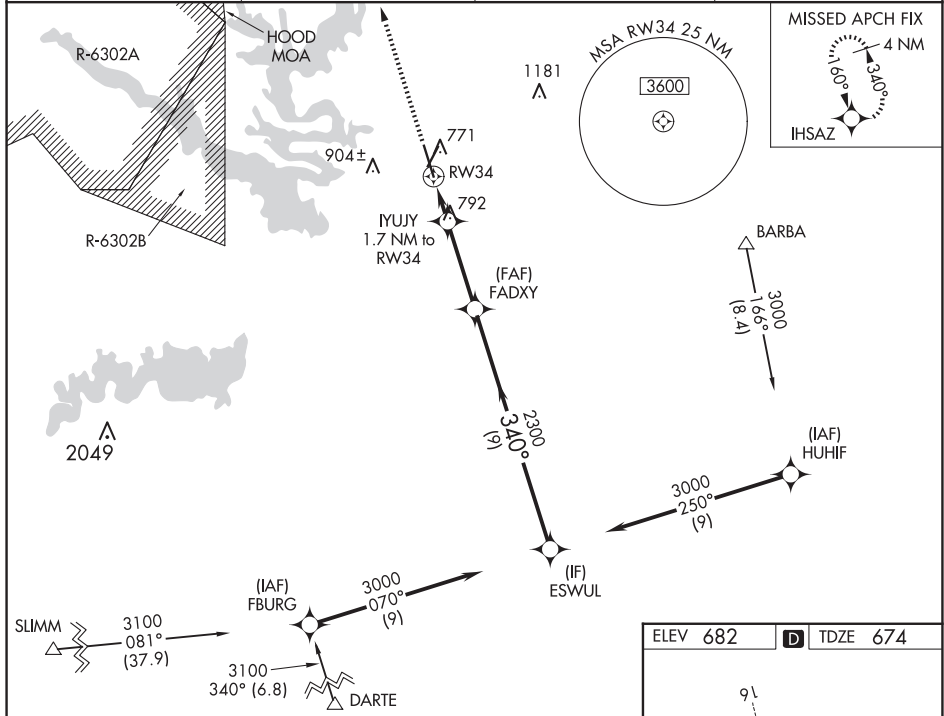 R-6302A
HOOD
MOA
R-6302B
904±
771
RW34
792
IYUJY
1.7 NM to
RW34
(FAF)
FADXY
1181
MSA RW34 25 NM
3600
MISSED APCH FIX
4 NM
160°
340°
IHSAZ
BARBA
3000
166°
(8.4)
2049
2300
340°
(9)
(IAF)
HUHIF
3000
250°
(9)
(IF)
ESWUL
(IAF)
FBURG
3000
070°
(9)
SLIMM
3100
081°
(37.9)
3100
340° (6.8)
DARTE
ELEV 682 D TDZE 674
16